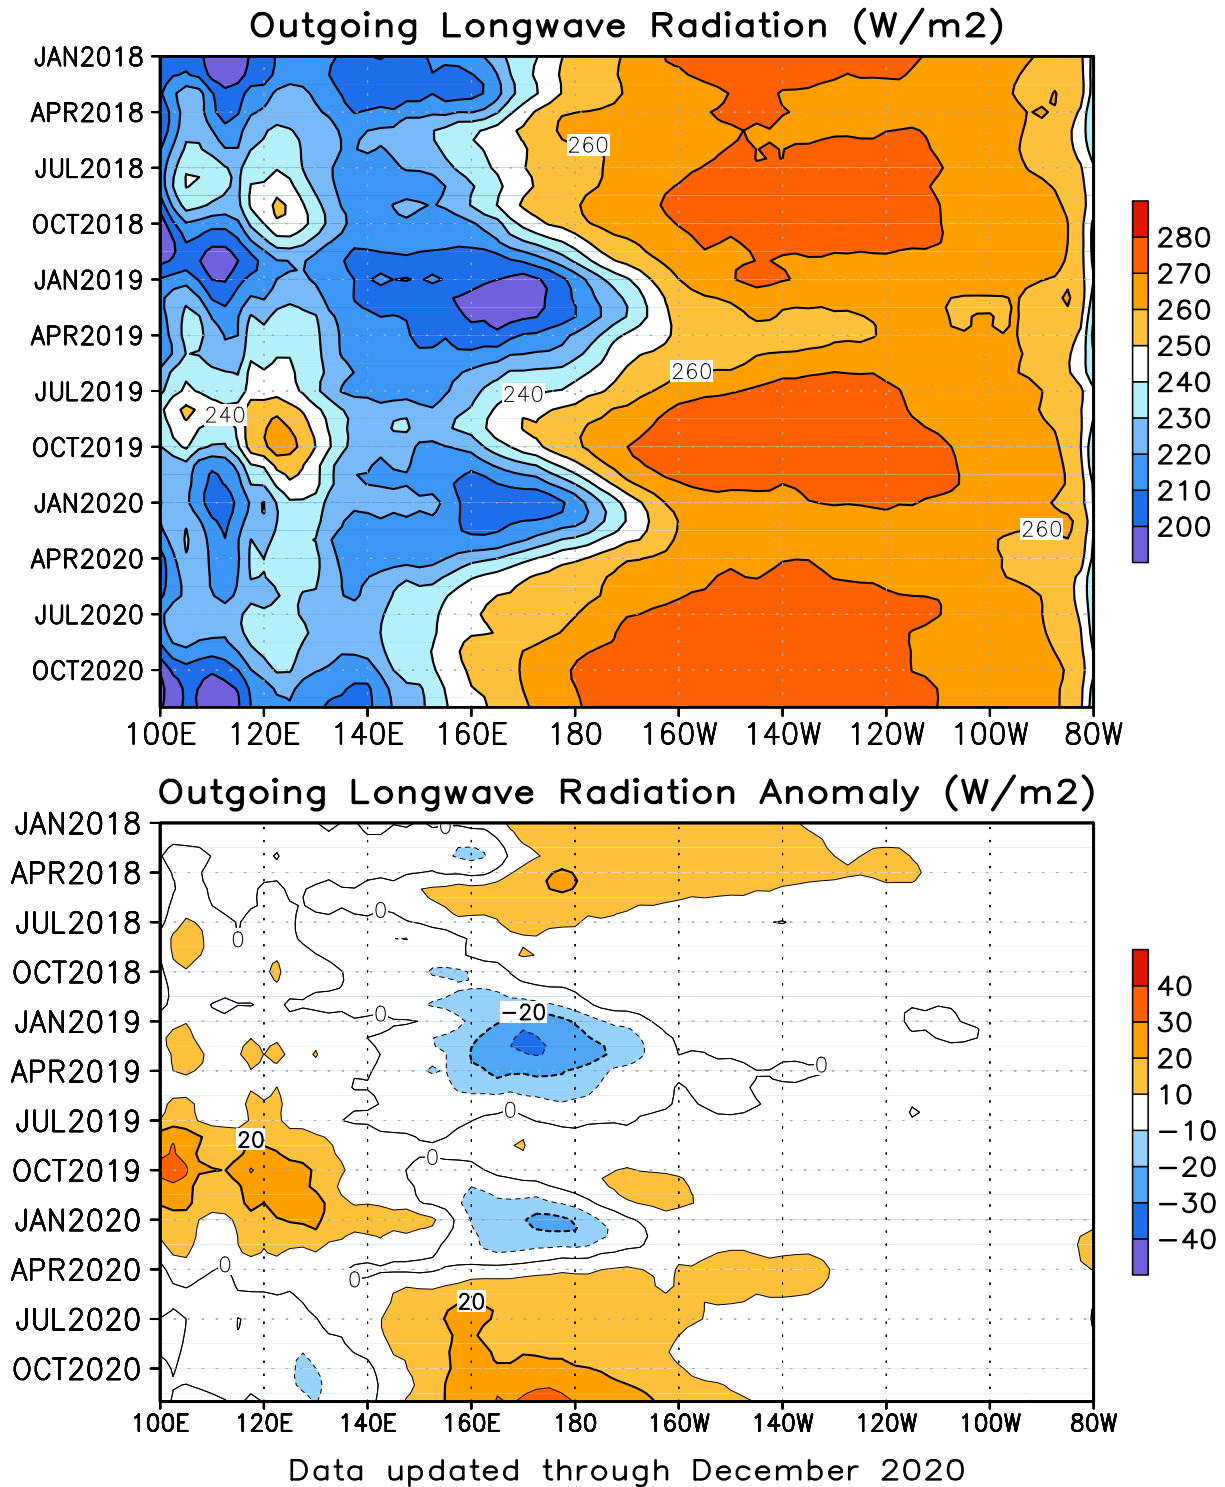 Outgoing Longwave Radiation (W/m2)
JAN2018
APR2018
JUL2018
OCT2018
JAN2019
APR2019
JUL2019
OCT2019
JAN2020
APR2020
JUL2020
OCT2020
260
260
240
240
260
100E 120E 140E 160E 180 160W 140W 120W 100W 80W
280
270
260
250
240
230
220
210
200
Outgoing Longwave Radiation Anomaly (W/m2)
JAN2018
APR2018
JUL2018
OCT2018
JAN2019
APR2019
JUL2019
OCT2019
JAN2020
APR2020
JUL2020
OCT2020
0
0
0
-20
0
0
0
20
0
0
0
20
100E 120E 140E 160E 180 160W 140W 120W 100W 80W
40
30
20
10
-10
-20
-30
-40
Data updated through December 2020